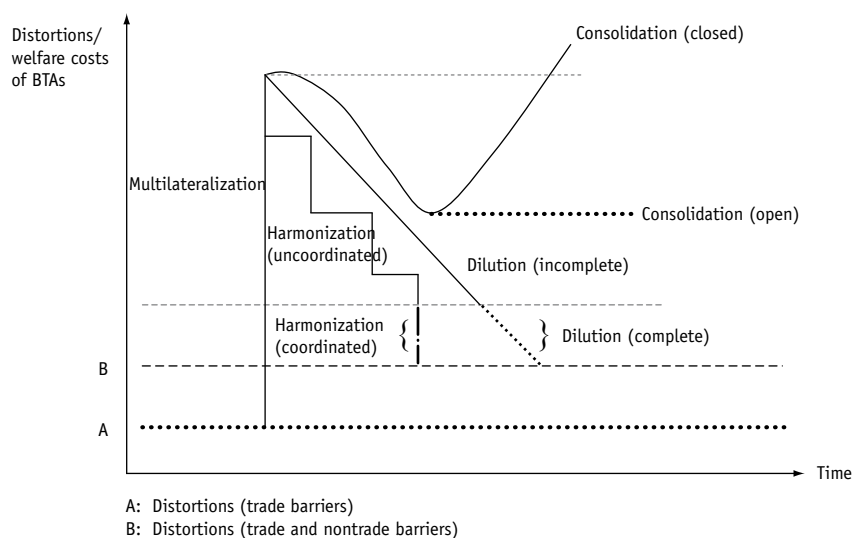 Distortions/
welfare costs
of BTAs
Consolidation (closed)
Multilateralization
Consolidation (open)
Harmonization
(uncoordinated)
Dilution (incomplete)
Harmonization
(coordinated)
{
}
Dilution (complete)
B
A
Time
A: Distortions (trade barriers)
B: Distortions (trade and nontrade barriers)